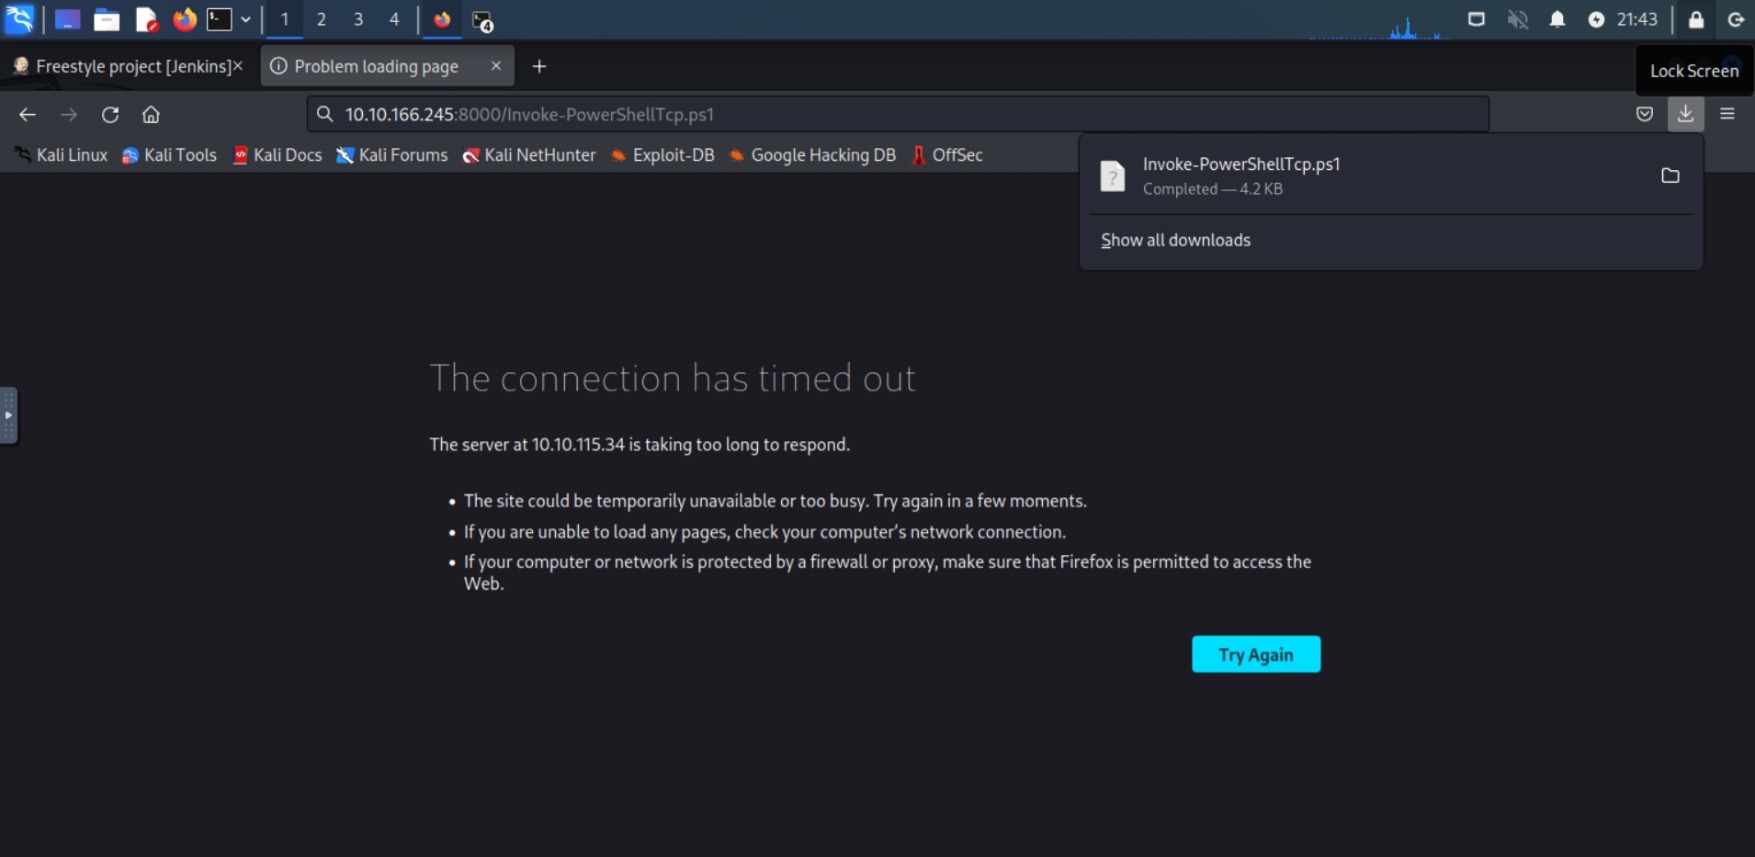 1 2 3 4 4 21:43
Freestyle project [Jenkins] Problem loading page
Lock Screen
10.10.166.245:8000/Invoke-PowerShellTcp.ps1
Kali Linux Kali Tools Kali Docs Kali Forums Kali NetHunter Exploit-DB Google Hacking DB OffSec
Invoke-PowerShellTcp.ps1
Completed — 4.2 KB
Show all downloads
The connection has timed out
The server at 10.10.115.34 is taking too long to respond.
• The site could be temporarily unavailable or too busy. Try again in a few moments.
• If you are unable to load any pages, check your computer’s network connection.
• If your computer or network is protected by a firewall or proxy, make sure that Firefox is permitted to access the
Web.
Try Again